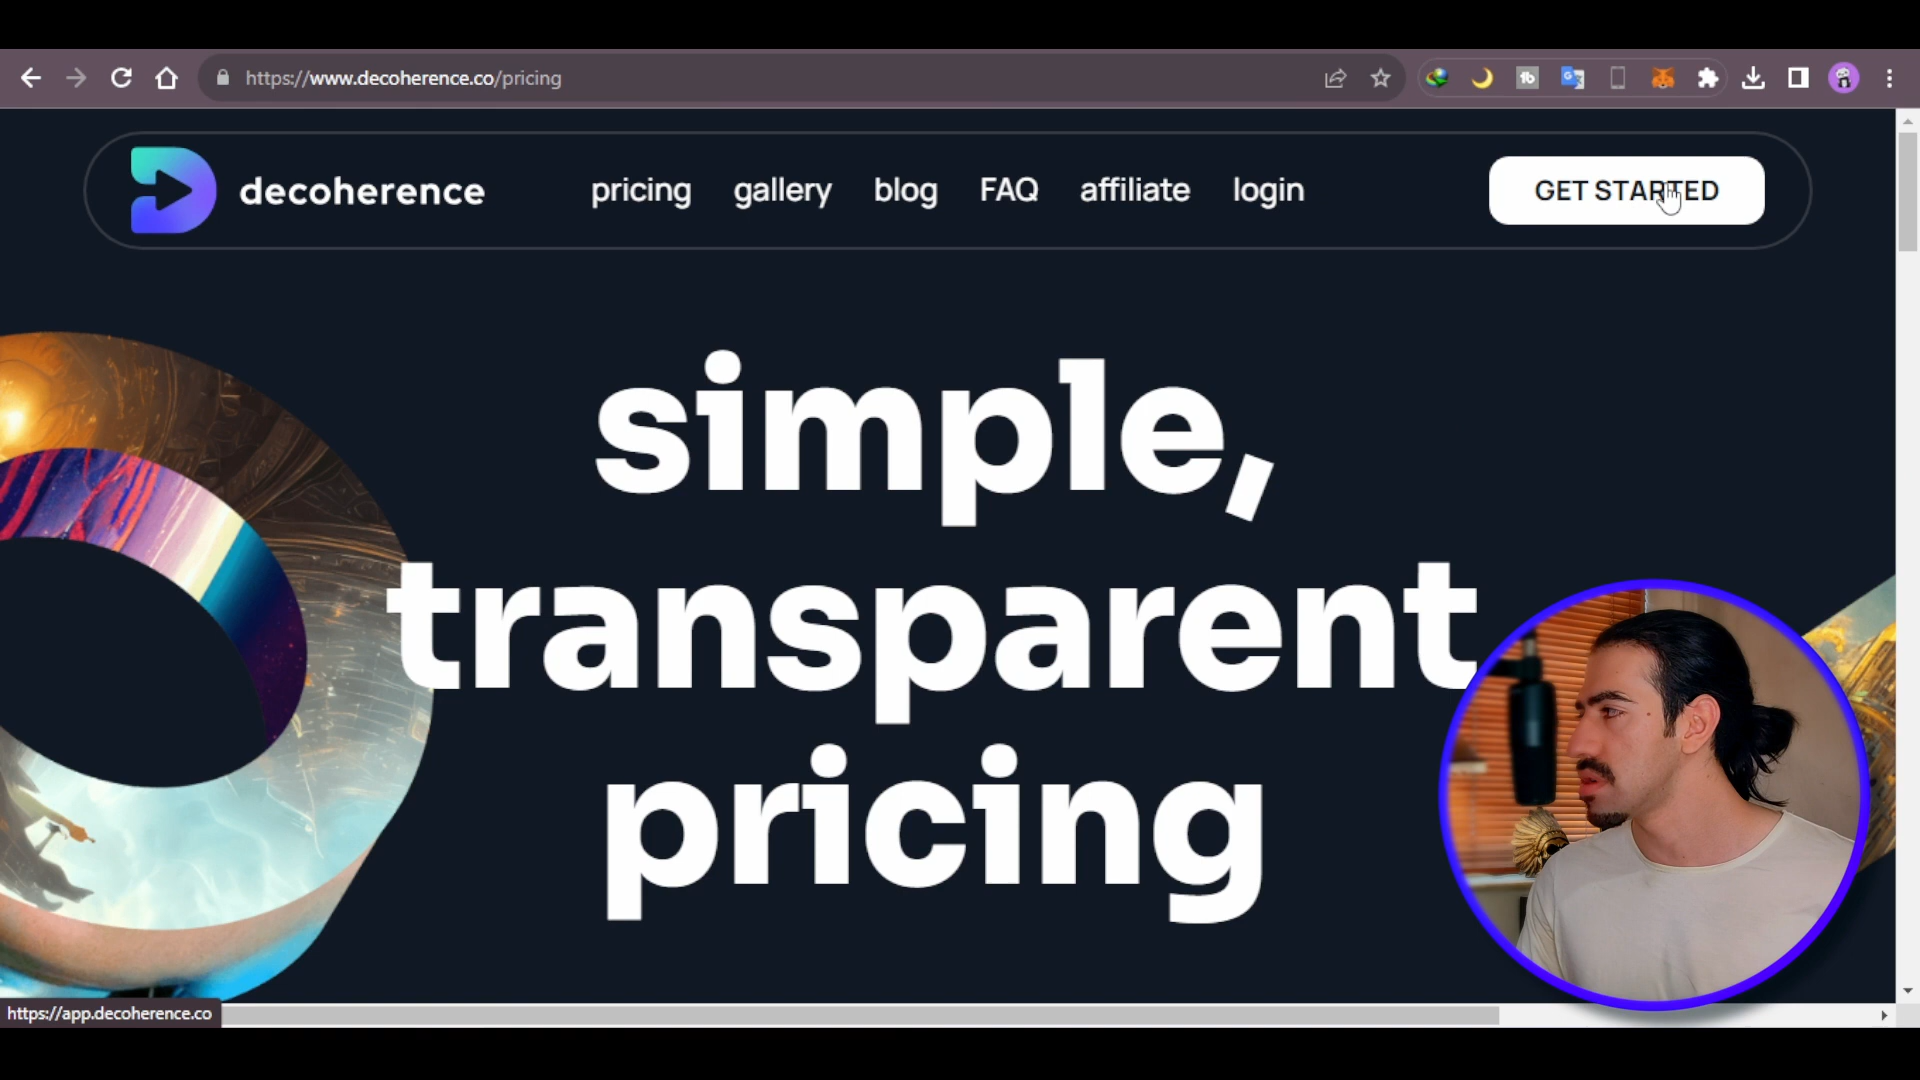 https://www.decoherence.co/pricing
decoherence
pricing gallery blog FAQ affiliate login
GET STARTED
simple,
transparent
pricing
https://app.decoherence.co